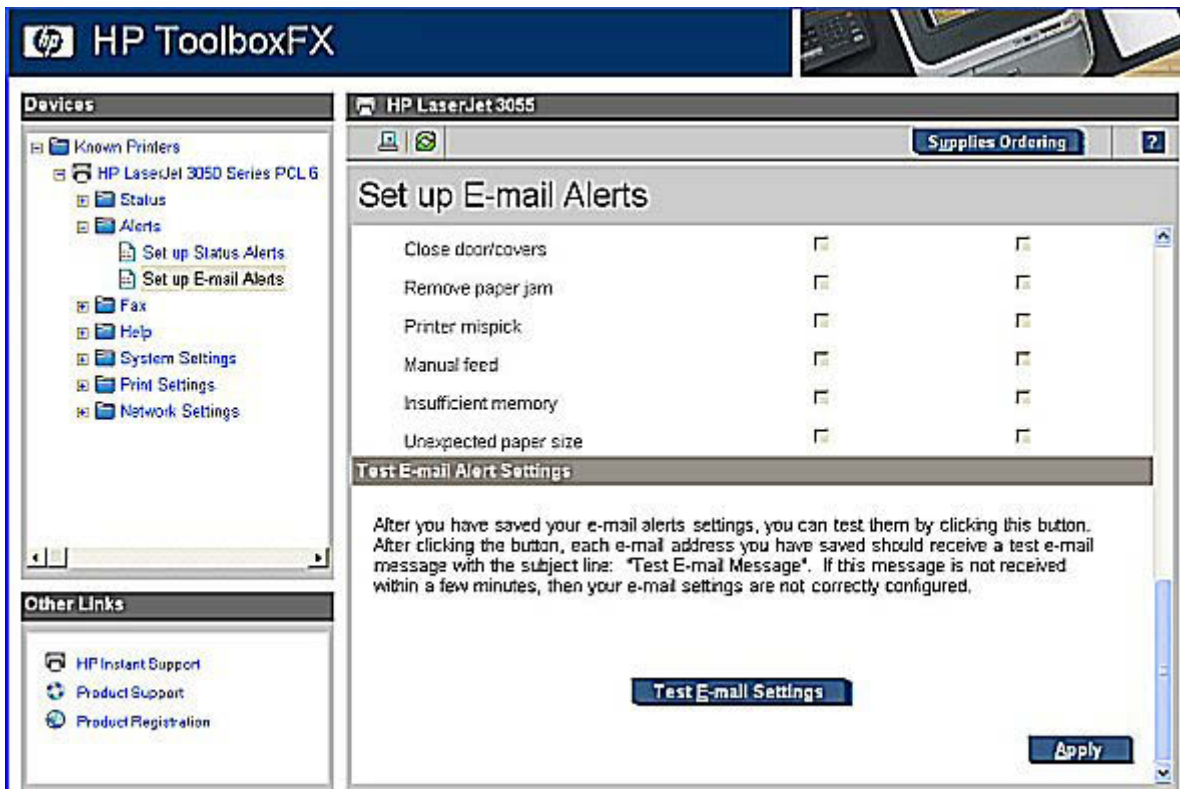 hp HP ToolboxFX
Devices
Known Printers
HP LaserJet 3050 Series PCL 6
Status
Alerts
Set up Status Alerts
Set up E-mail Alerts
Fax
Help
System Settings
Print Settings
Network Settings
Other Links
HP Instant Support
Product Support
Product Registration
HP LaserJet 3055
Supplies Ordering ?
Set up E-mail Alerts
Close door/covers
Remove paper jam
Printer mispick
Manual feed
Insufficient memory
Unexpected paper size
Test E-mail Alert Settings
After you have saved your e-mail alerts settings, you can test them by clicking this button.
After clicking the button, each e-mail address you have saved should receive a test e-mail
message with the subject line: "Test E-mail Message". If this message is not received
within a few minutes, then your e-mail settings are not correctly configured.
Test E-mail Settings
Apply